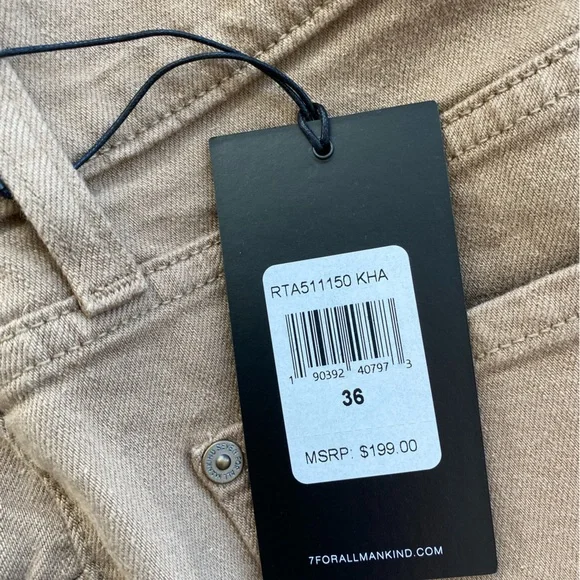 RTA511150 KHA
1 90392 40797 3
36
MSRP: $199.00
7FORALLMANKIND.COM